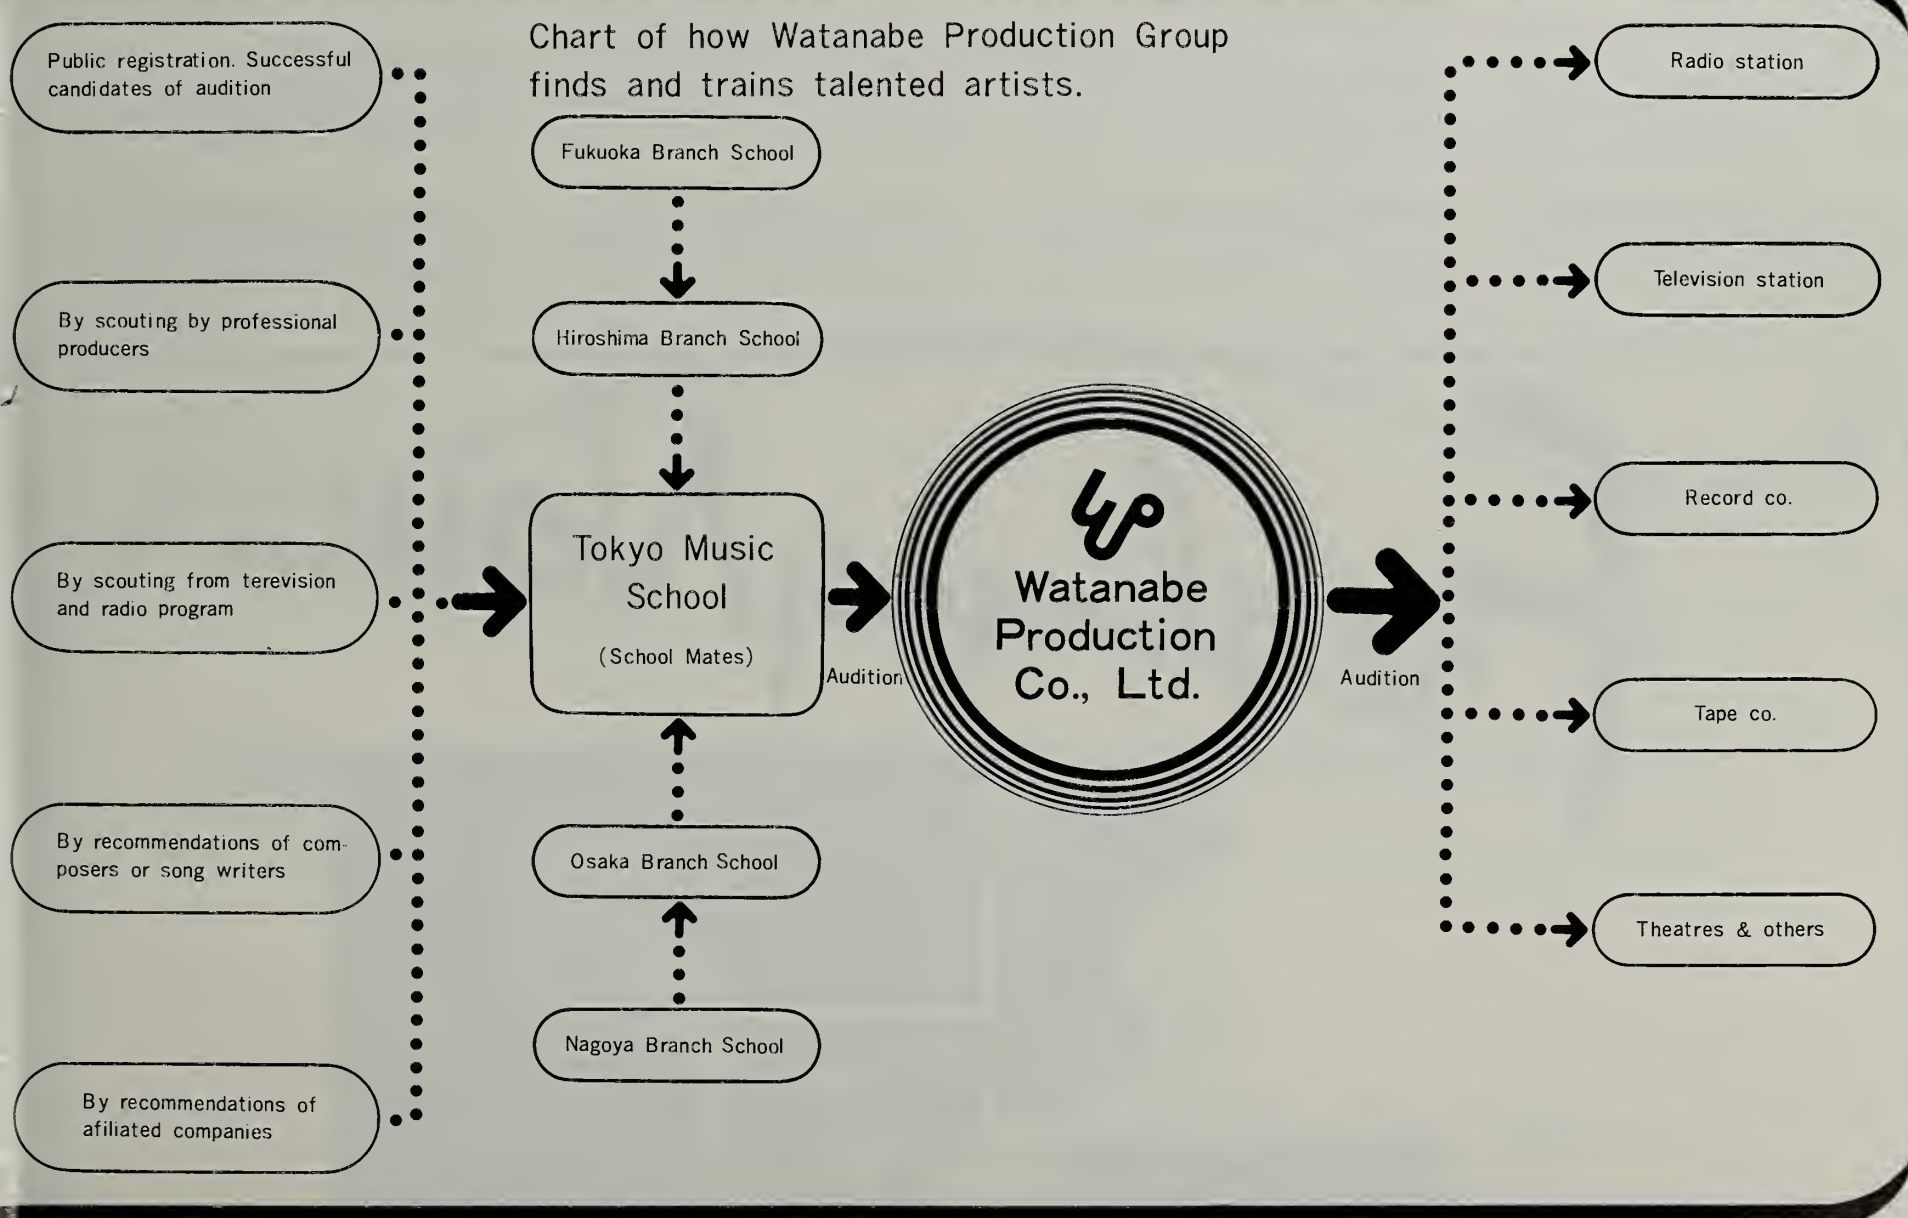 Chart of how Watanabe Production Group
finds and trains talented artists.
Public registration. Successful
candidates of audition
By scouting by professional
producers
By scouting from terevision
and radio program
By recommendations of com-
posers or song writers
By recommendations of
afiliated companies
Fukuoka Branch School
Hiroshima Branch School
Tokyo Music
School
(School Mates)
Osaka Branch School
Nagoya Branch School
Audition
WP
Watanabe
Production
Co., Ltd.
Audition
Radio station
Television station
Record co.
Tape co.
Theatres & others